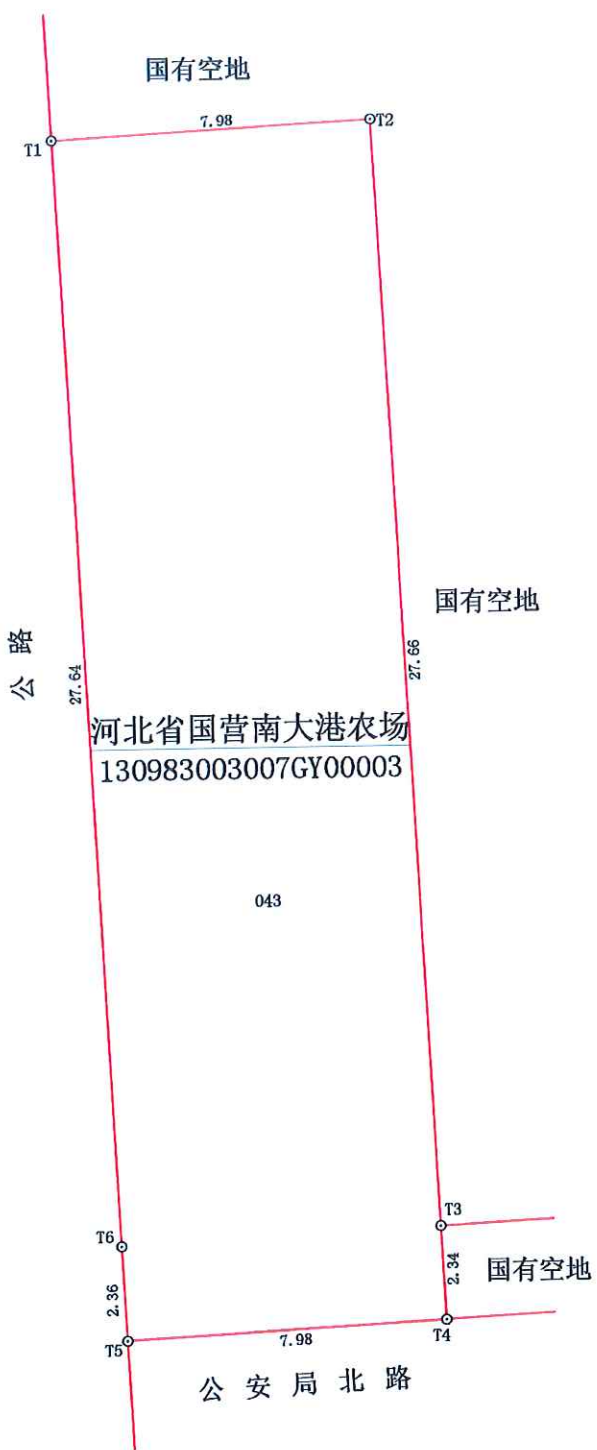 国有空地
7.98
T1
T2
国有空地
公路
27.64
27.66
河北省国营南大港农场
130983003007GY00003
043
T3
T6
2.34
国有空地
2.36
T5
7.98
T4
公安局北路